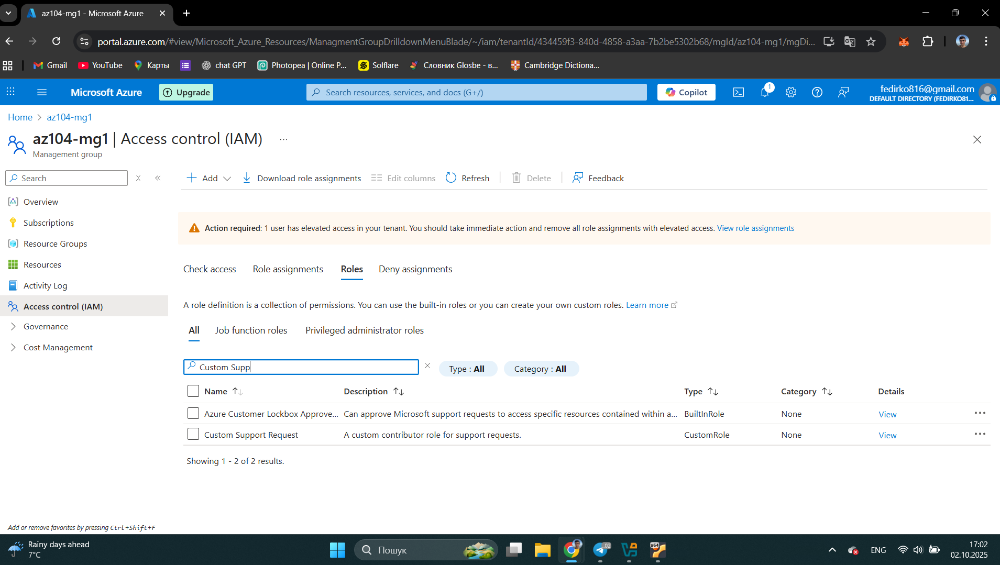 az104-mg1 - Microsoft Azure
portal.azure.com/#view/Microsoft_Azure_Resources/ManagmentGroupDrilldownMenuBlade/~/iam/tenantId/434459f3-840d-4858-a3aa-7b2be5302b68/mgId/az104-mg1/mgDi...
Gmail YouTube Карты chat GPT Photopea | Online P... Solflare Словник Glosbe - в... Cambridge Dictiona...
Microsoft Azure Upgrade Search resources, services, and docs (G+/) Copilot 1 fedirko816@gmail.com
DEFAULT DIRECTORY (FEDIRKO81...
Home > az104-mg1
az104-mg1 | Access control (IAM) ...
Management group
Search
Add Download role assignments Edit columns Refresh Delete Feedback
Overview
Subscriptions
Resource Groups
Resources
Activity Log
Access control (IAM)
Governance
Cost Management
Action required: 1 user has elevated access in your tenant. You should take immediate action and remove all role assignments with elevated access. View role assignments
Check access Role assignments Roles Deny assignments
A role definition is a collection of permissions. You can use the built-in roles or you can create your own custom roles. Learn more
All Job function roles Privileged administrator roles
Custom Supp Type : All Category : All
Name Description Type Category Details
Azure Customer Lockbox Approve... Can approve Microsoft support requests to access specific resources contained within a... BuiltInRole None View ...
Custom Support Request A custom contributor role for support requests. CustomRole None View ...
Showing 1 - 2 of 2 results.
Add or remove favorites by pressing Ctrl+Shift+F
Rainy days ahead
7°C
Пошук
.02
x64
ENG
17:02
02.10.2025